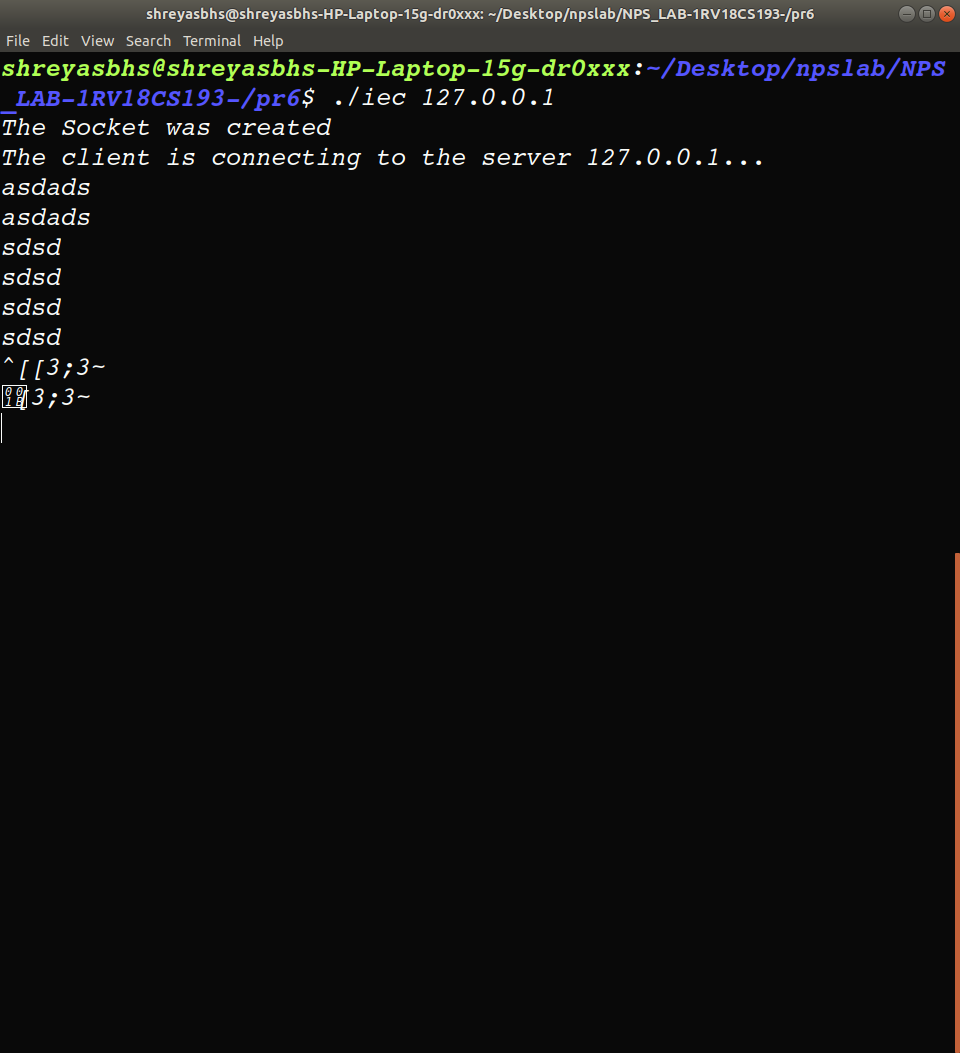 shreyasbhs@shreyasbhs-HP-Laptop-15g-dr0xxx: ~/Desktop/npslab/NPS_LAB-1RV18CS193-/pr6
File Edit View Search Terminal Help
shreyasbhs@shreyasbhs-HP-Laptop-15g-dr0xxx:~/Desktop/npslab/NPS
_LAB-1RV18CS193-/pr6$ ./iec 127.0.0.1
The Socket was created
The client is connecting to the server 127.0.0.1...
asdads
asdads
sdsd
sdsd
sdsd
sdsd
^[[3;3~
[3;3~